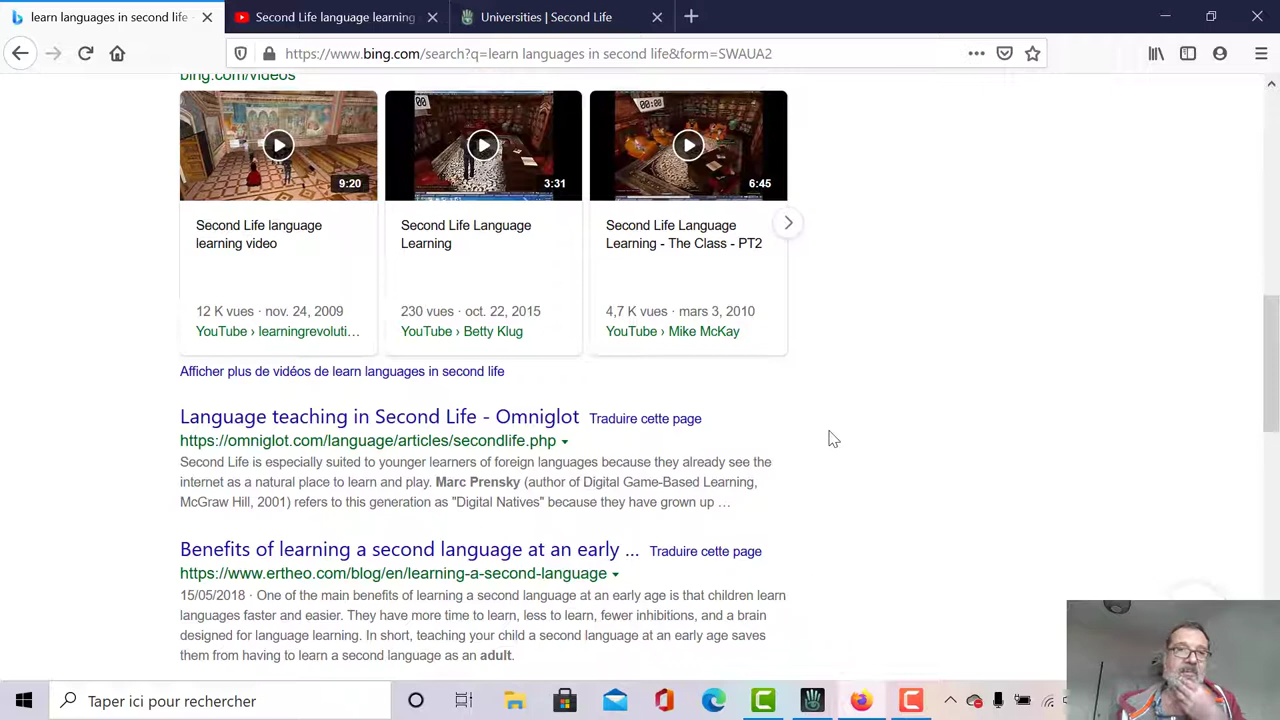 learn languages in second life -
Second Life language learning
Universities | Second Life
https://www.bing.com/search?q=learn languages in second life&form=SWAUA2
bing.com/videos
9:20
00
3:31
00:00
6:45
Second Life language
learning video
Second Life Language
Learning
Second Life Language
Learning - The Class - PT2
12 K vues · nov. 24, 2009
230 vues · oct. 22, 2015
4,7 K vues · mars 3, 2010
YouTube › learningrevoluti...
YouTube › Betty Klug
YouTube › Mike McKay
Afficher plus de vidéos de learn languages in second life
Language teaching in Second Life - Omniglot Traduire cette page
https://omniglot.com/language/articles/secondlife.php
Second Life is especially suited to younger learners of foreign languages because they already see the
internet as a natural place to learn and play. Marc Prensky (author of Digital Game-Based Learning,
McGraw Hill, 2001) refers to this generation as "Digital Natives" because they have grown up ...
Benefits of learning a second language at an early ... Traduire cette page
https://www.ertheo.com/blog/en/learning-a-second-language
15/05/2018 · One of the main benefits of learning a second language at an early age is that children learn
languages faster and easier. They have more time to learn, less to learn, fewer inhibitions, and a brain
designed for language learning. In short, teaching your child a second language at an early age saves
them from having to learn a second language as an adult.
Taper ici pour rechercher